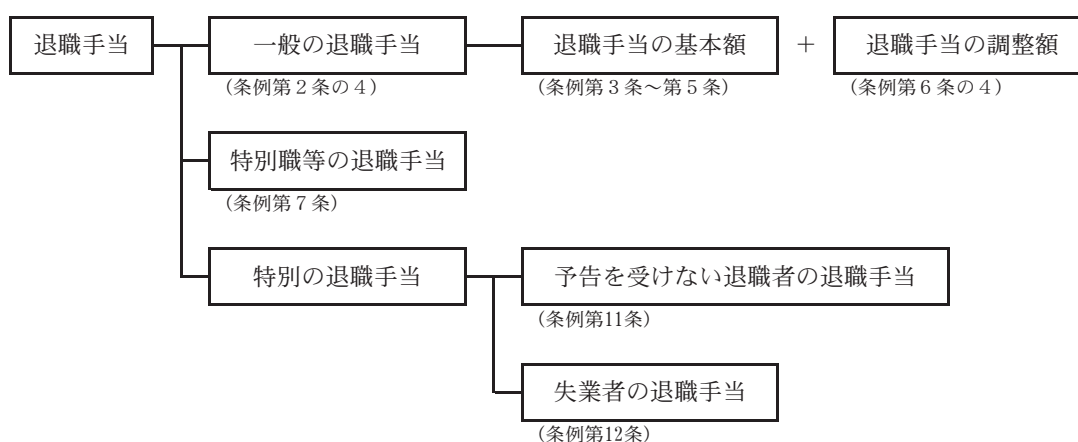 退職手当 一般の退職手当 退職手当の基本額 + 退職手当の調整額
(条例第2条の4) (条例第3条~第5条) (条例第6条の4)
特別職等の退職手当
(条例第7条)
特別の退職手当 予告を受けない退職者の退職手当
(条例第11条)
失業者の退職手当
(条例第12条)